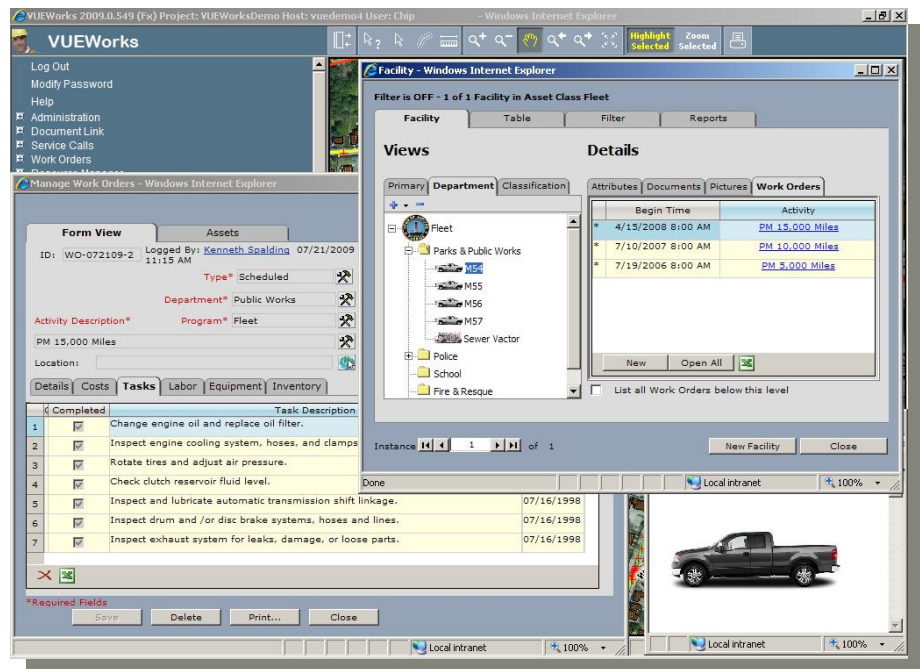 VUEWorks 2009.0.549 (Fx) Project: VUEWorksDemo Host: vuedemo4 User: Chip - Windows Internet Explorer
VUEWorks
Highlight Selected
Zoom Selected
Log Out
Modify Password
Help
Administration
Document Link
Service Calls
Work Orders
Facility - Windows Internet Explorer
Filter is OFF - 1 of 1 Facility in Asset Class Fleet
Facility Table Filter Reports
Views
Details
Primary Department Classification
Attributes Documents Pictures Work Orders
Fleet
Parks & Public Works
M54
M55
M56
M57
Sewer Vactor
Police
School
Fire & Resque
Begin Time Activity
* 4/15/2008 8:00 AM PM 15,000 Miles
* 7/10/2007 8:00 AM PM 10,000 Miles
* 7/19/2006 8:00 AM PM 5,000 Miles
New Open All
List all Work Orders below this level
Instance 1 of 1
New Facility Close
Done Local intranet 100%
Manage Work Orders - Windows Internet Explorer
Form View Assets
ID: WO-072109-2 Logged By: Kenneth Spalding 07/21/2009
11:15 AM
Type* Scheduled
Department* Public Works
Activity Description* Program* Fleet
PM 15,000 Miles
Location:
Details Costs Tasks Labor Equipment Inventory
Completed Task Description
1 Change engine oil and replace oil filter.
2 Inspect engine cooling system, hoses, and clamps
3 Rotate tires and adjust air pressure.
4 Check clutch reservoir fluid level.
5 Inspect and lubricate automatic transmission shift linkage. 07/16/1998
6 Inspect drum and /or disc brake systems, hoses and lines. 07/16/1998
7 Inspect exhaust system for leaks, damage, or loose parts. 07/16/1998
*Required Fields
Save Delete Print... Close
Local intranet 100%
Local intranet 100%